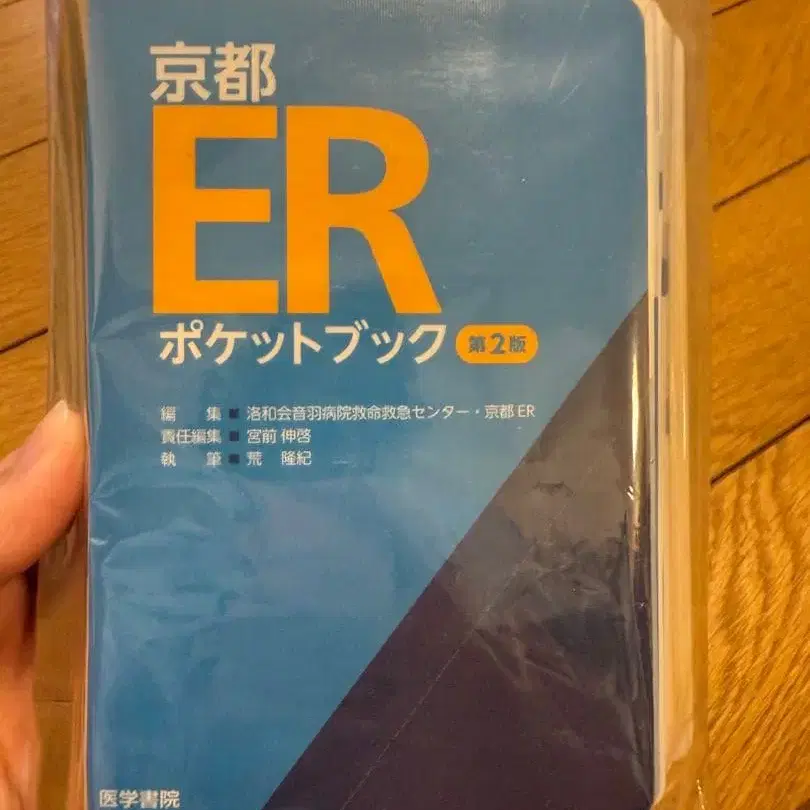 京都
ER
ポケットブック 第2版
編　集 ■ 洛和会音羽病院救命救急センター・京都ER
責任編集 ■ 宮前 伸啓
執　筆 ■ 荒　隆紀
医学書院